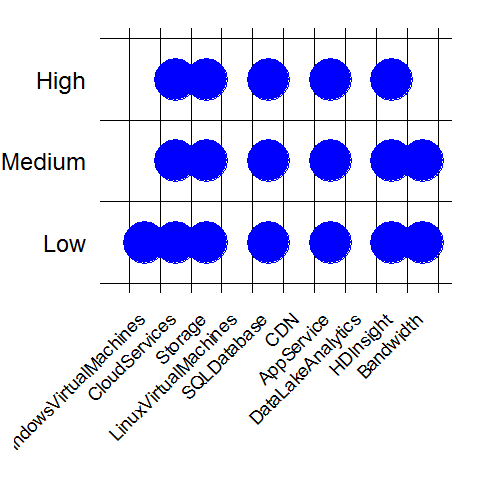 High
Medium
Low
ndowsVirtualMachines
CloudServices
Storage
LinuxVirtualMachines
SQLDatabase
CDN
AppService
DataLakeAnalytics
HDInsight
Bandwidth